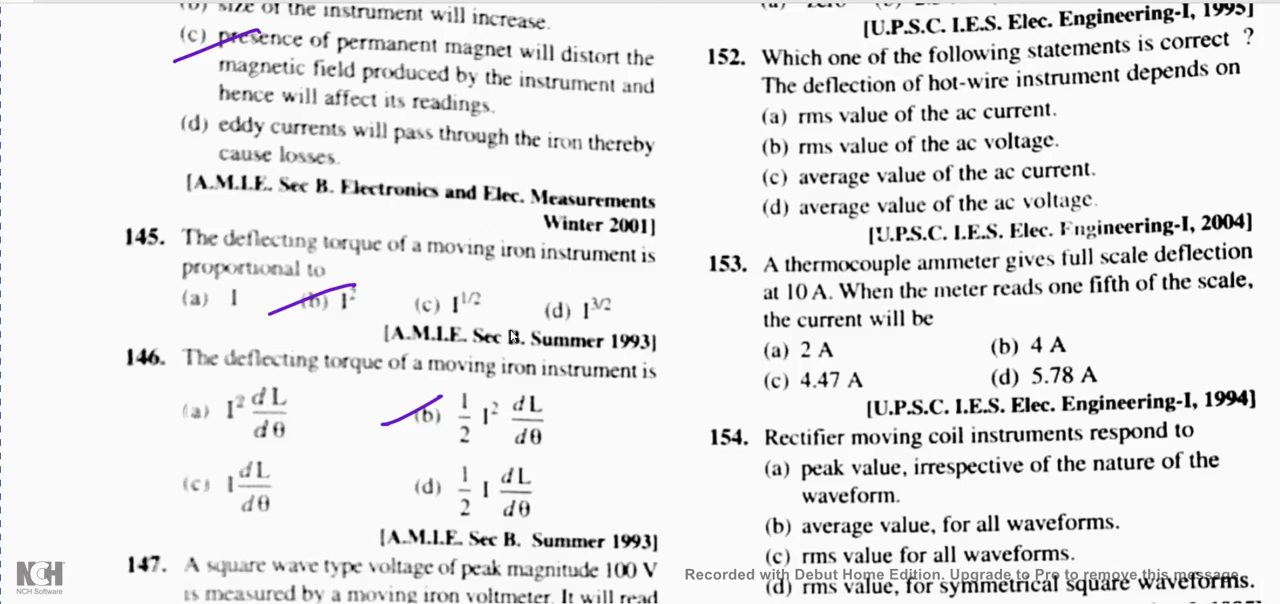 (b) size of the instrument will increase.
(c) presence of permanent magnet will distort the
magnetic field produced by the instrument and
hence will affect its readings.
(d) eddy currents will pass through the iron thereby
cause losses.
[A.M.I.E. Sec B. Electronics and Elec. Measurements
Winter 2001]
145. The deflecting torque of a moving iron instrument is
proportional to
(a) I (b) I² (c) I^1/2 (d) I^3/2
[A.M.I.E. Sec B. Summer 1993]
146. The deflecting torque of a moving iron instrument is
(a) I² dL/dθ (b) 1/2 I² dL/dθ
(c) I dL/dθ (d) 1/2 I dL/dθ
[A.M.I.E. Sec B. Summer 1993]
147. A square wave type voltage of peak magnitude 100 V
is measured by a moving iron voltmeter. It will read
[U.P.S.C. I.E.S. Elec. Engineering-I, 1995]
152. Which one of the following statements is correct ?
The deflection of hot-wire instrument depends on
(a) rms value of the ac current.
(b) rms value of the ac voltage.
(c) average value of the ac current.
(d) average value of the ac voltage.
[U.P.S.C. I.E.S. Elec. Engineering-I, 2004]
153. A thermocouple ammeter gives full scale deflection
at 10 A. When the meter reads one fifth of the scale,
the current will be
(a) 2 A (b) 4 A
(c) 4.47 A (d) 5.78 A
[U.P.S.C. I.E.S. Elec. Engineering-I, 1994]
154. Rectifier moving coil instruments respond to
(a) peak value, irrespective of the nature of the
waveform.
(b) average value, for all waveforms.
(c) rms value for all waveforms.
(d) rms value, for symmetrical square waveforms.
Recorded with Debut Home Edition. Upgrade to Pro to remove this message.
NCH
NCH Software